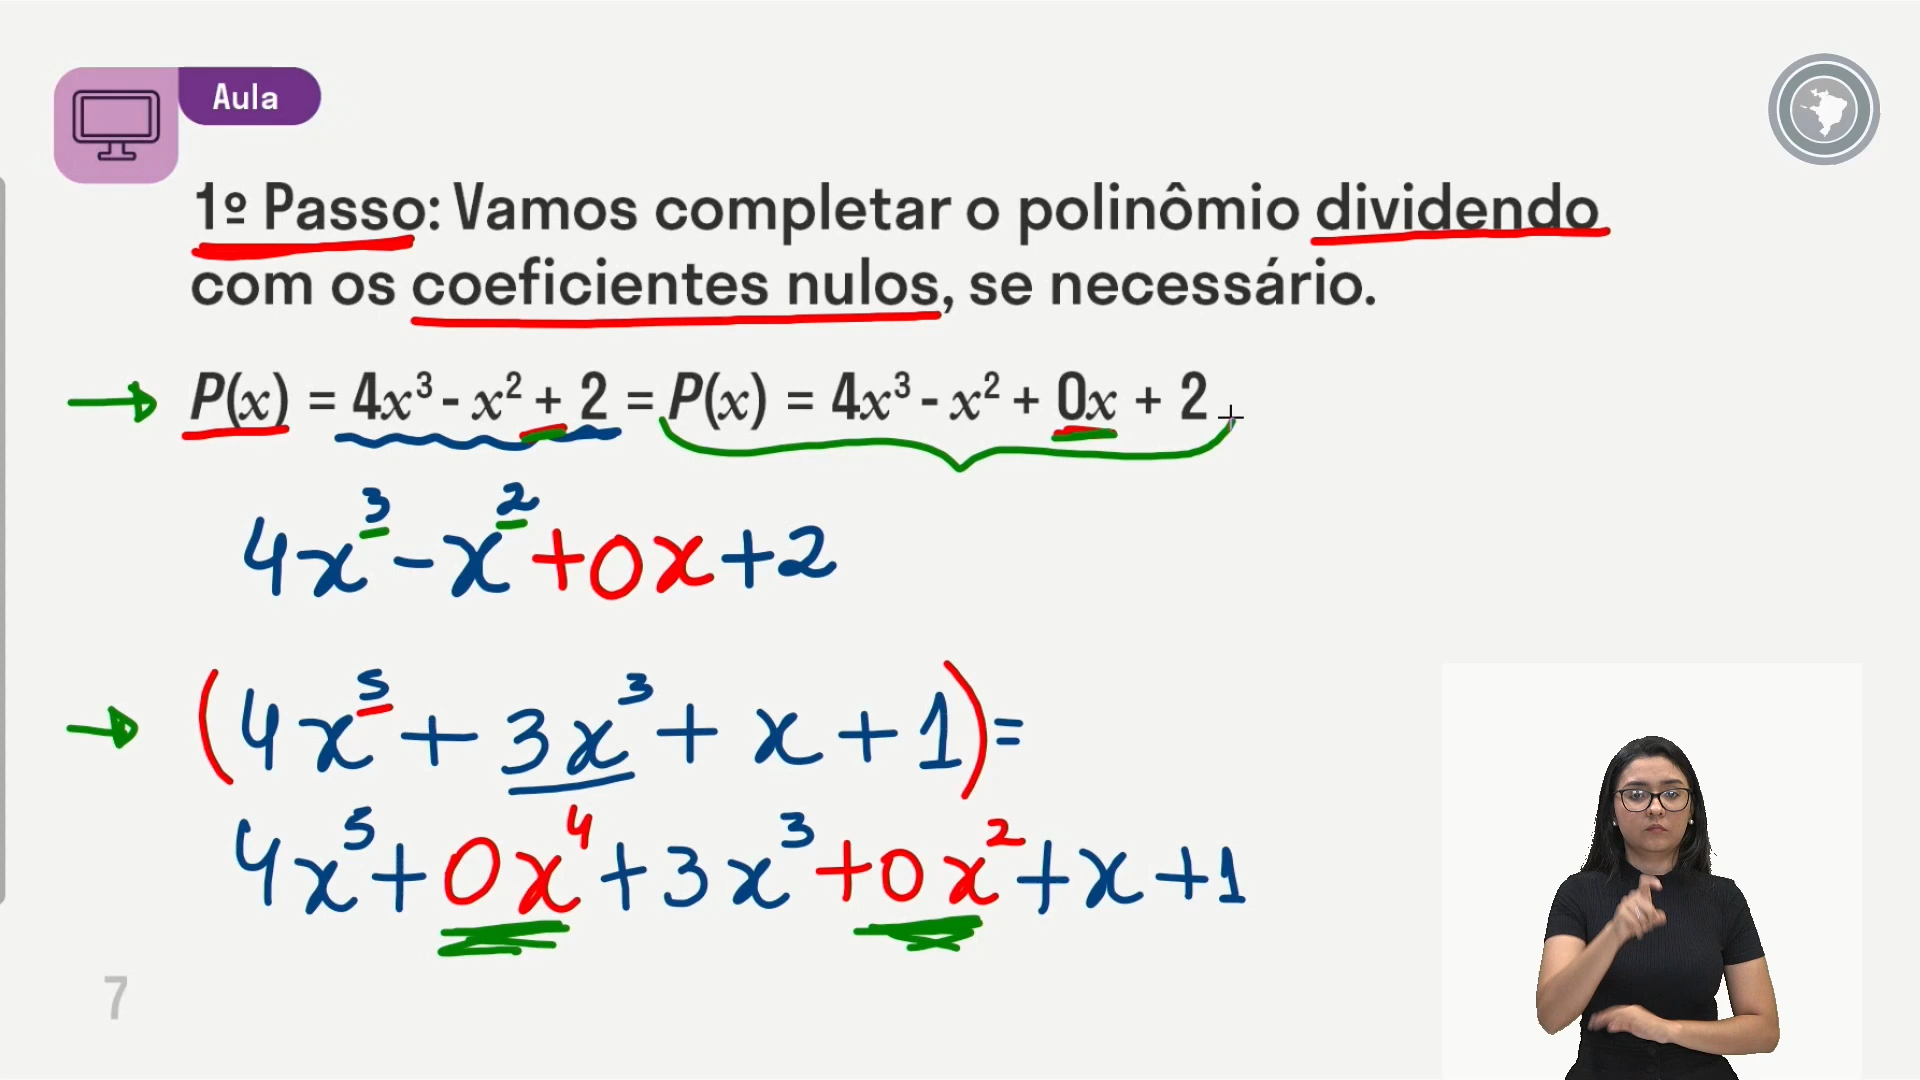 Aula
1º Passo: Vamos completar o polinômio dividendo
com os coeficientes nulos, se necessário.
P(x) = 4x³ - x² + 2 = P(x) = 4x³ - x² + 0x + 2
4x³ - x² + 0x + 2
(4x⁵ + 3x³ + x + 1) =
4x⁵ + 0x⁴ + 3x³ + 0x² + x + 1
7